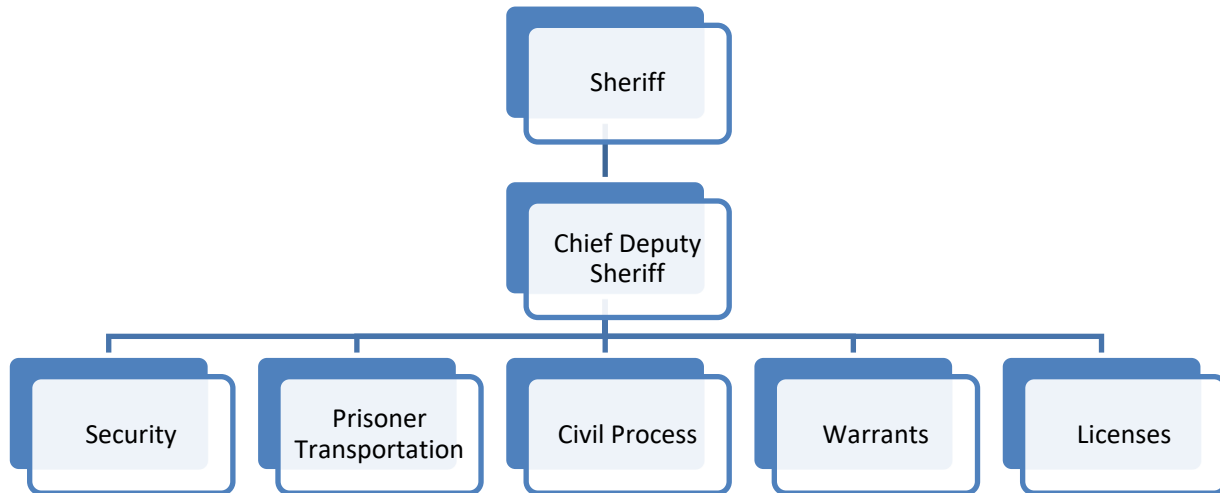 Sheriff
Chief Deputy
Sheriff
Security
Prisoner
Transportation
Civil Process
Warrants
Licenses